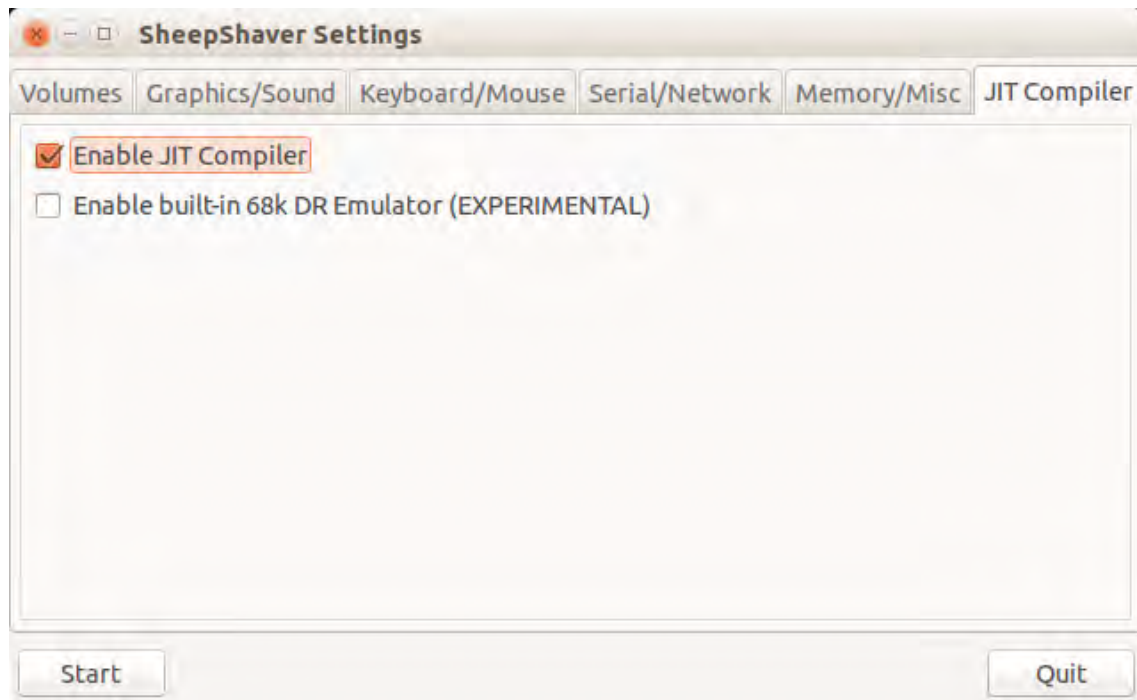 SheepShaver Settings
Volumes Graphics/Sound Keyboard/Mouse Serial/Network Memory/Misc JIT Compiler
Enable JIT Compiler
Enable built-in 68k DR Emulator (EXPERIMENTAL)
Start Quit